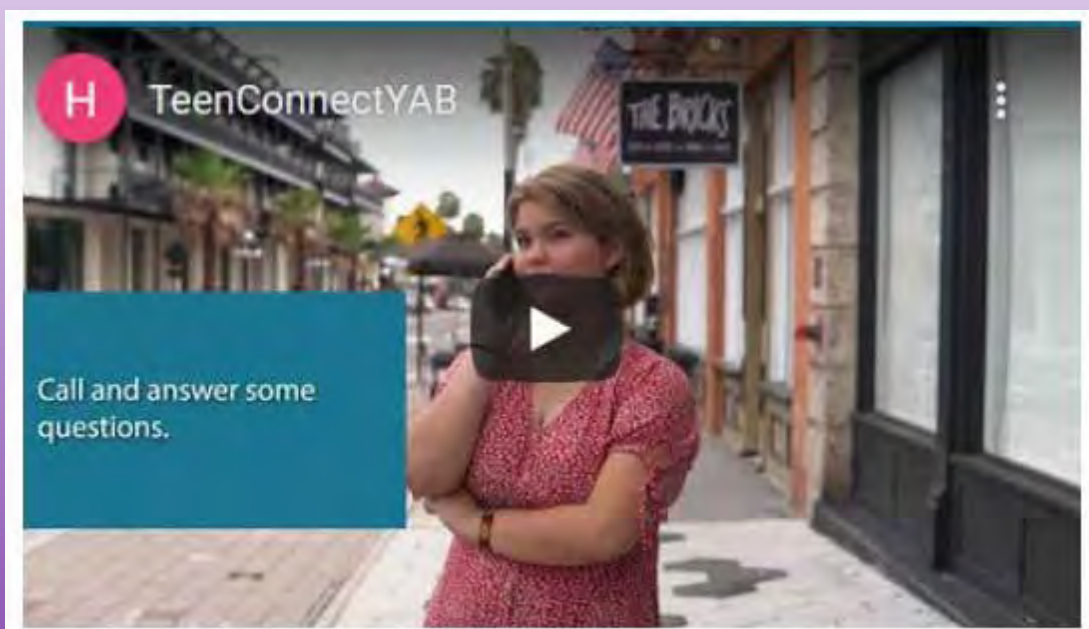 H
TeenConnectYAB
THE BRICKS
Call and answer some
questions.